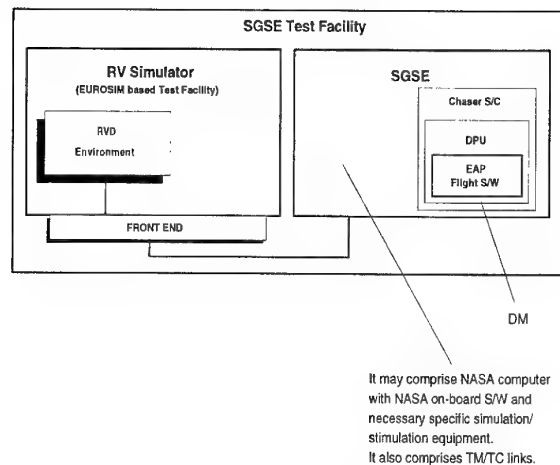 SGSE Test Facility
RV Simulator
(EUROSIM based Test Facility)
RVD
Environment
FRONT END
SGSE
Chaser S/C
DPU
EAP
Flight S/W
DM
It may comprise NASA computer
with NASA on-board S/W and
necessary specific simulation/
stimulation equipment.
It also comprises TM/TC links.